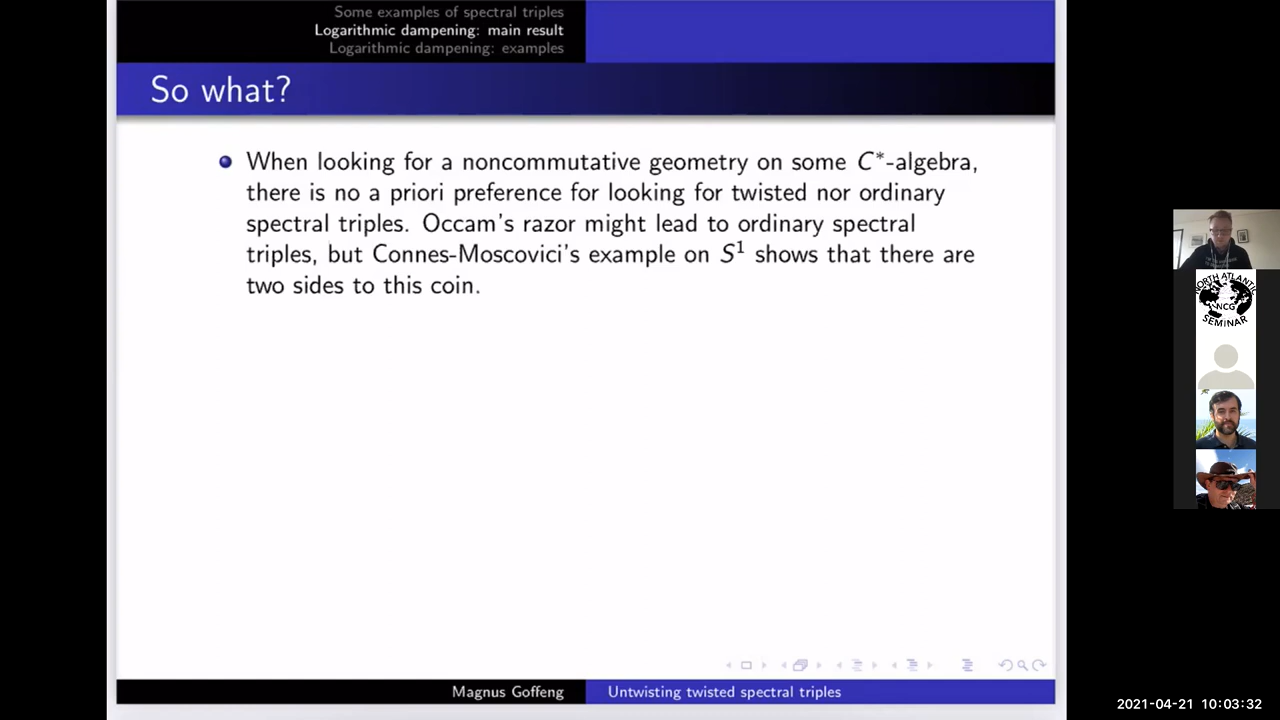 Some examples of spectral triples
Logarithmic dampening: main result
Logarithmic dampening: examples
So what?
When looking for a noncommutative geometry on some C*-algebra,
there is no a priori preference for looking for twisted nor ordinary
spectral triples. Occam's razor might lead to ordinary spectral
triples, but Connes-Moscovici's example on S¹ shows that there are
two sides to this coin.
NORTH ATLANTIC
NCG
SEMINAR
Magnus Goffeng
Untwisting twisted spectral triples
2021-04-21 10:03:32